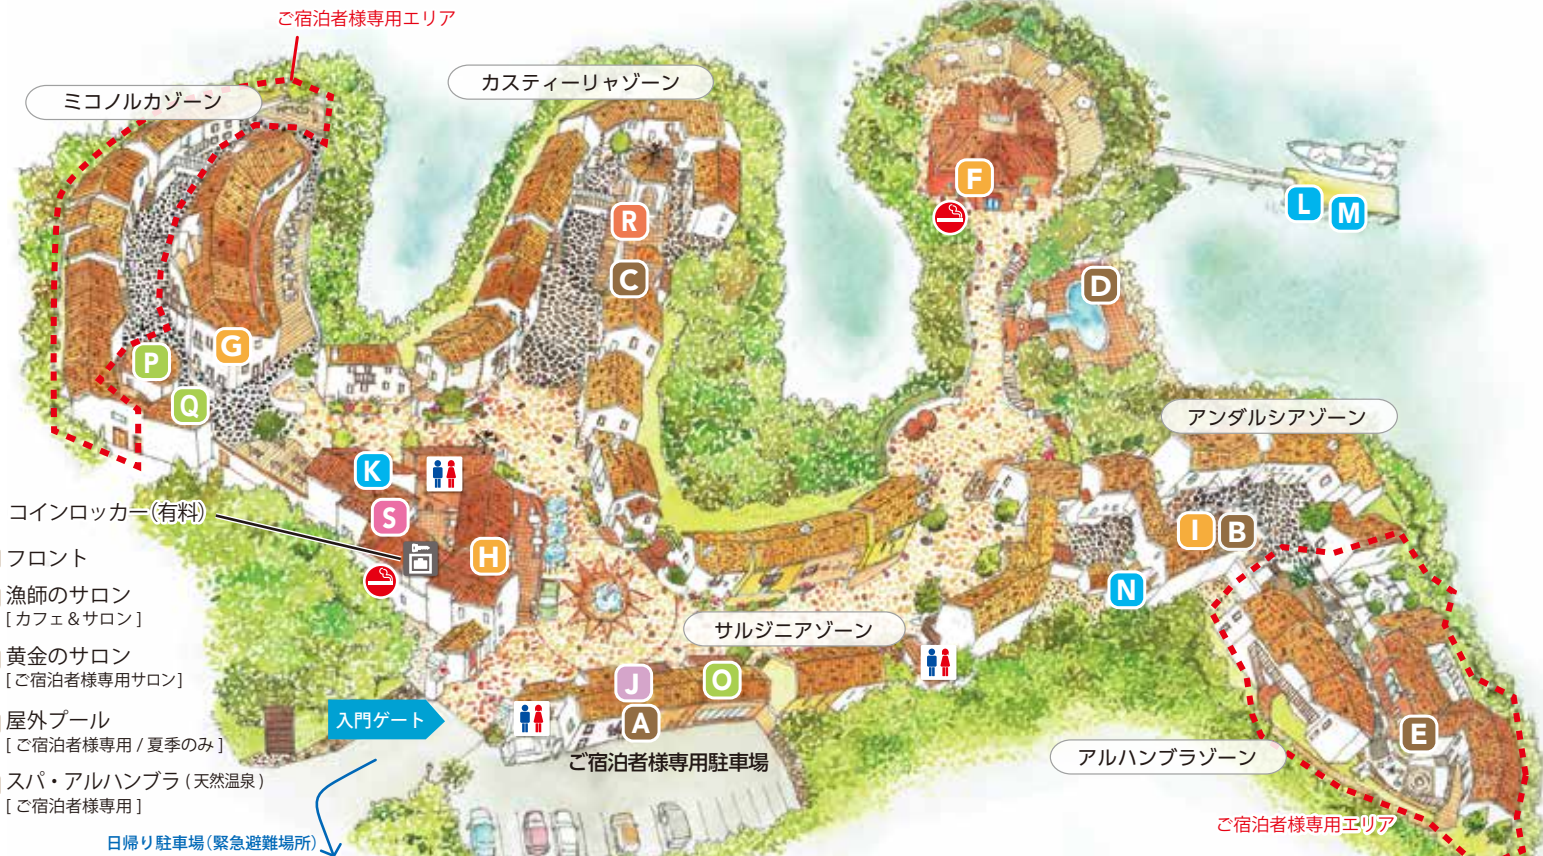 ご宿泊者様専用エリア
ミコノルカゾーン
カスティーリャゾーン
F
L
M
R
C
D
G
P
Q
アンダルシアゾーン
K
S
コインロッカー(有料)
H
I
B
N
フロント
漁師のサロン
[カフェ&サロン]
サルジニアゾーン
黄金のサロン
[ご宿泊者様専用サロン]
J
O
A
入門ゲート
屋外プール
[ご宿泊者様専用/夏季のみ]
E
ご宿泊者様専用駐車場
アルハンブラゾーン
スパ・アルハンブラ(天然温泉)
[ご宿泊者様専用]
ご宿泊者様専用エリア
日帰り駐車場(緊急避難場所)